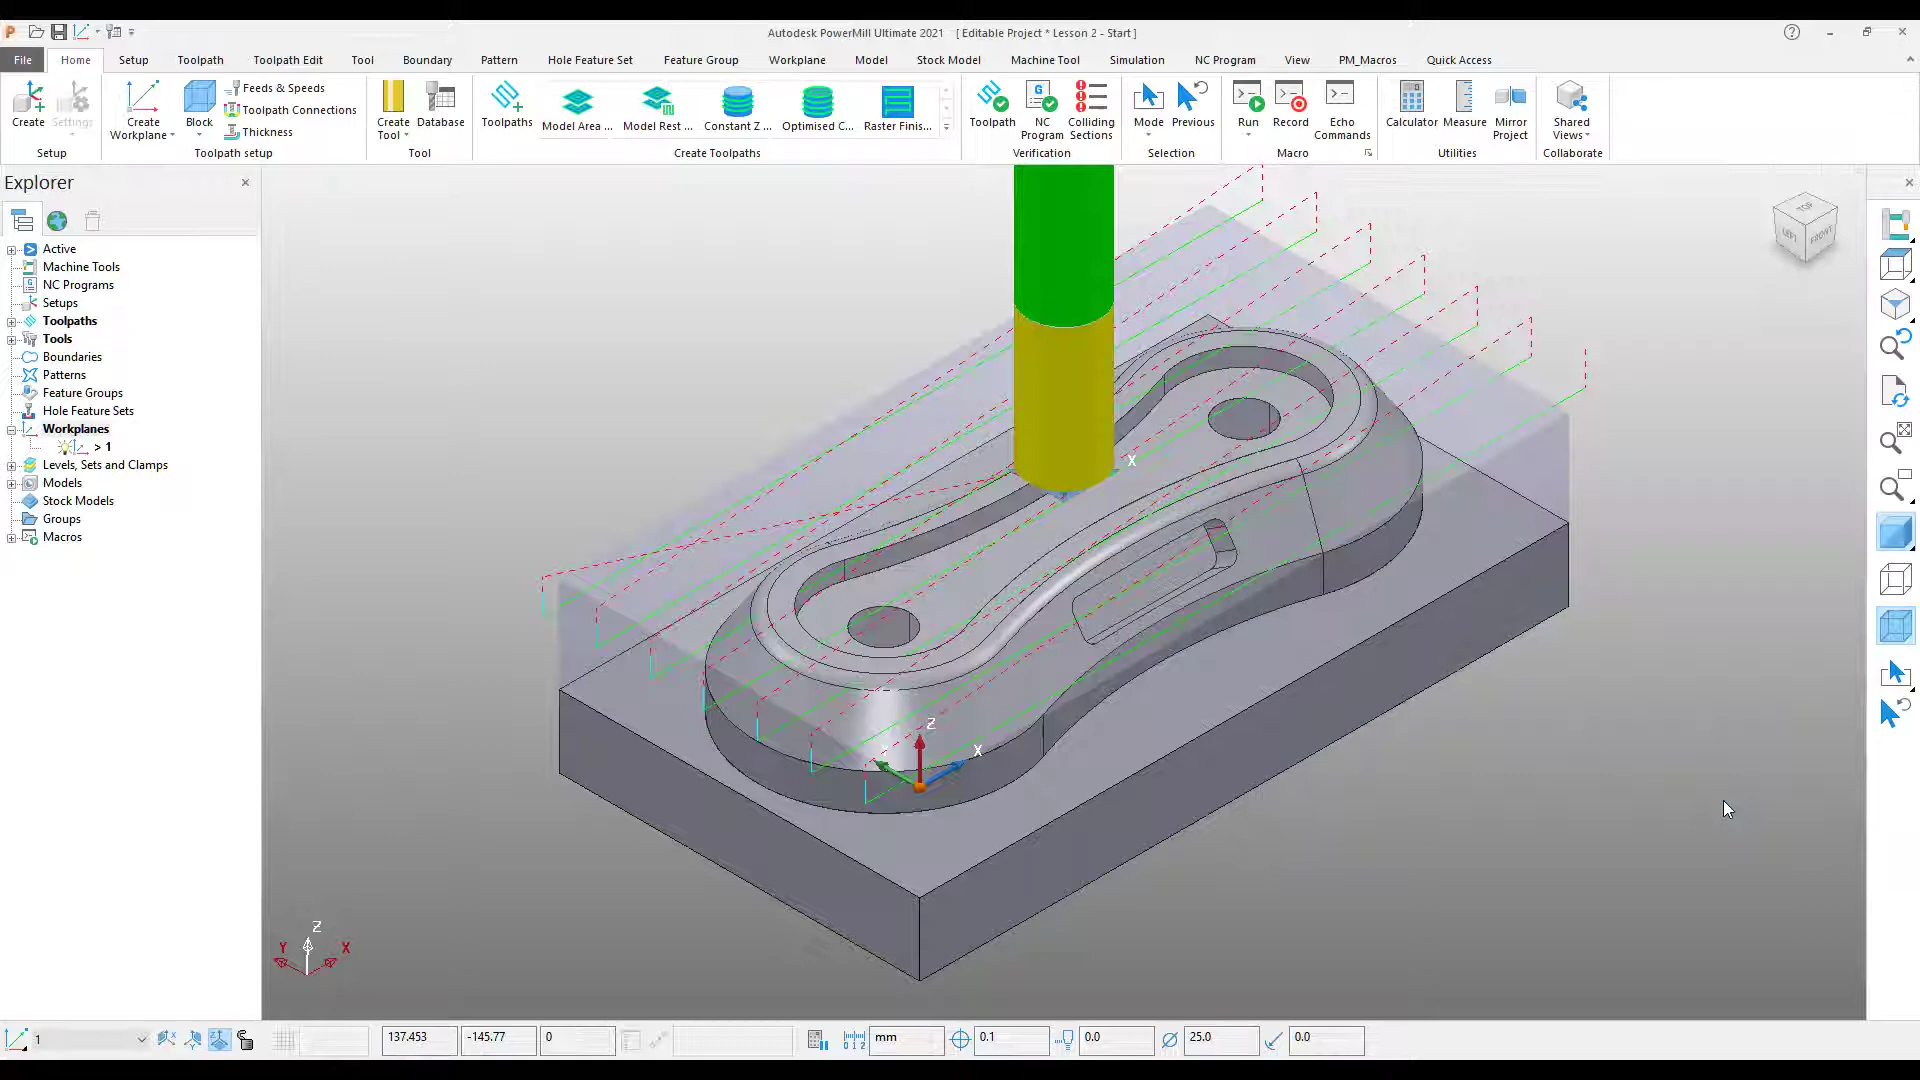 Autodesk PowerMill Ultimate 2021 [ Editable Project * Lesson 2 - Start ]
File Home Setup Toolpath Toolpath Edit Tool Boundary Pattern Hole Feature Set Feature Group Workplane Model Stock Model Machine Tool Simulation NC Program View PM_Macros Quick Access
Create
Settings
Setup
Create Workplane
Block
Feeds & Speeds
Toolpath Connections
Thickness
Toolpath setup
Create Tool
Database
Tool
Toolpaths
Model Area ...
Model Rest ...
Constant Z ...
Optimised C...
Raster Finis...
Create Toolpaths
Toolpath
NC Program
Colliding Sections
Verification
Mode
Previous
Selection
Run
Record
Echo Commands
Macro
Calculator
Measure
Mirror Project
Utilities
Shared Views
Collaborate
Explorer
Active
Machine Tools
NC Programs
Setups
Toolpaths
Tools
Boundaries
Patterns
Feature Groups
Hole Feature Sets
Workplanes
> 1
Levels, Sets and Clamps
Models
Stock Models
Groups
Macros
TOP
LEFT
FRONT
X
Z
X
Z
Y
X
1
137.453
-145.77
0
mm
0.1
0.0
25.0
0.0